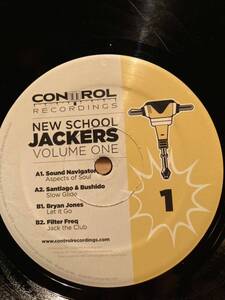 CONTROL
RECORDINGS
NEW SCHOOL
JACKERS
VOLUME ONE
A1. Sound Navigator
Aspects of Soul
A2. Santiago & Bushido
Slow Glide
B1. Bryan Jones
Let It Go
B2. Filter Freq
Jack the Club
www.controlrecordings.com
1